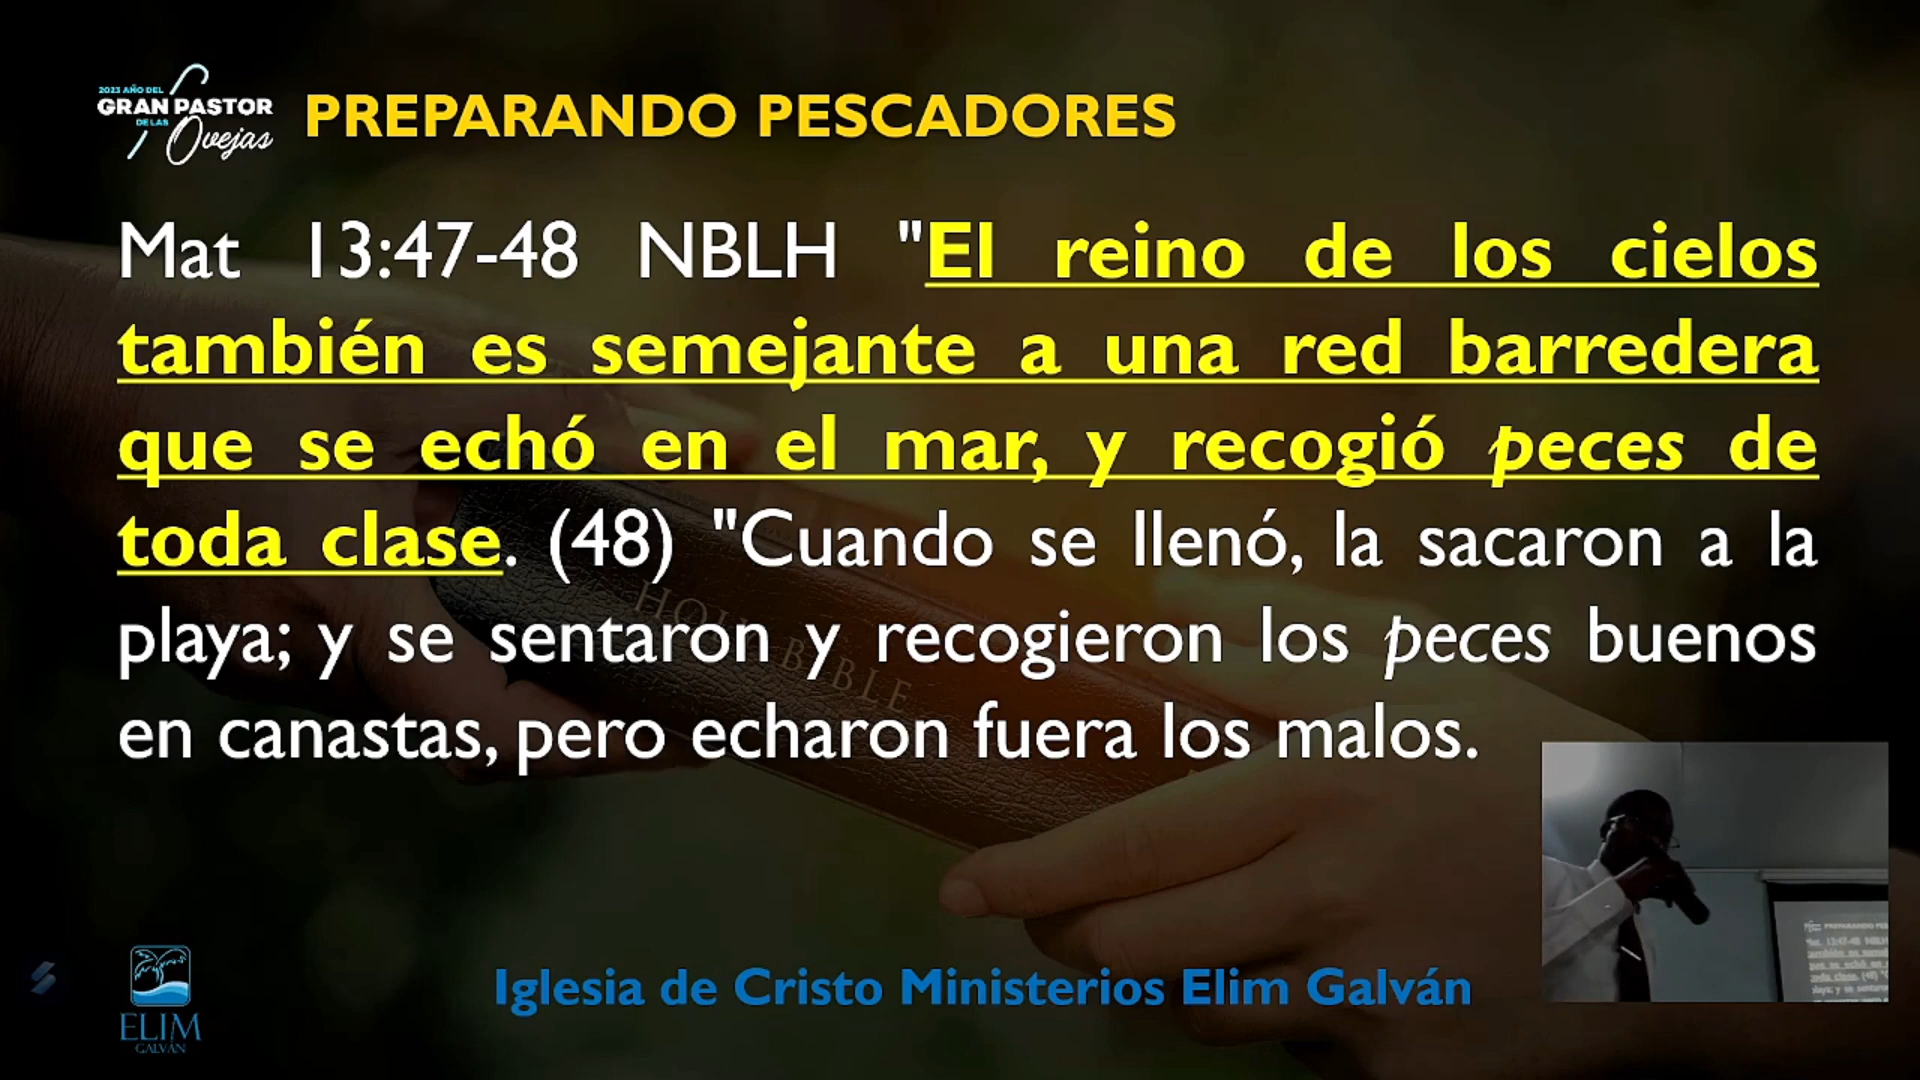 2023 AÑO DEL
GRAN PASTOR
DE LAS
Ovejas
PREPARANDO PESCADORES
Mat 13:47-48 NBLH "El reino de los cielos
también es semejante a una red barredera
que se echó en el mar, y recogió peces de
toda clase. (48) "Cuando se llenó, la sacaron a la
playa; y se sentaron y recogieron los peces buenos
en canastas, pero echaron fuera los malos.
HOLY BIBLE
Iglesia de Cristo Ministerios Elim Galván
ELIM
GALVÁN